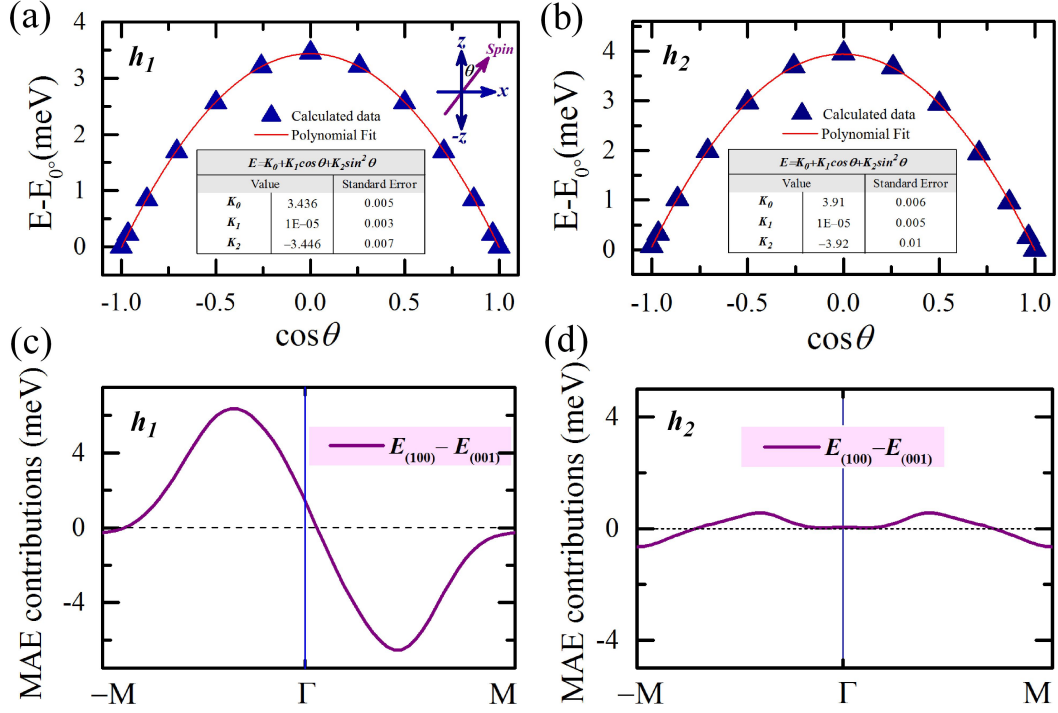 (a)
h1
E-E0°(meV)
4
3
2
1
0
z
Spin
θ
x
-z
Calculated data
Polynomial Fit
E=K0+K1cosθ+K2sin²θ
Value Standard Error
K0 3.436 0.005
K1 1E-05 0.003
K2 −3.446 0.007
-1.0 -0.5 0.0 0.5 1.0
cosθ
(b)
h2
E-E0°(meV)
5
4
3
2
1
0
Calculated data
Polynomial Fit
E=K0+K1cosθ+K2sin²θ
Value Standard Error
K0 3.91 0.006
K1 1E-05 0.005
K2 −3.92 0.01
-1.0 -0.5 0.0 0.5 1.0
cosθ
(c)
h1
MAE contributions (meV)
4
0
-4
E(100)−E(001)
−M Γ M
(d)
h2
MAE contributions (meV)
4
0
-4
E(100)−E(001)
−M Γ M